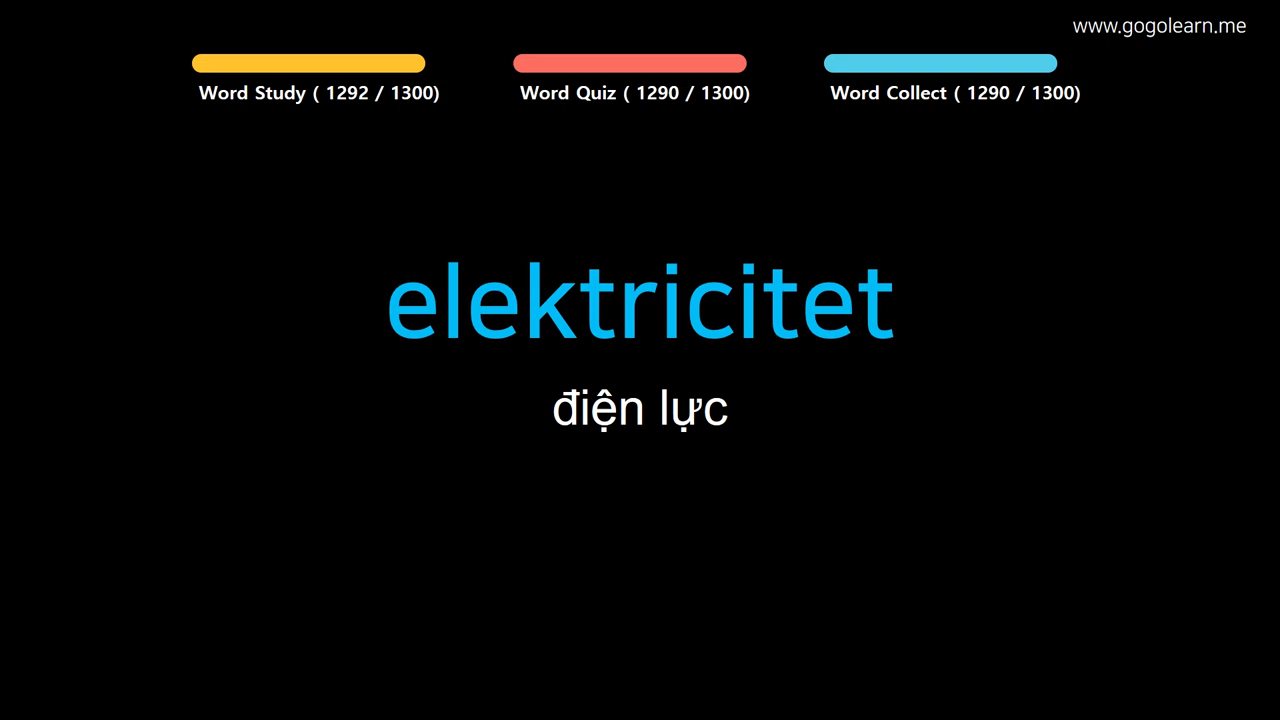 www.gogolearn.me
Word Study ( 1292 / 1300)
Word Quiz ( 1290 / 1300)
Word Collect ( 1290 / 1300)
elektricitet
điện lực